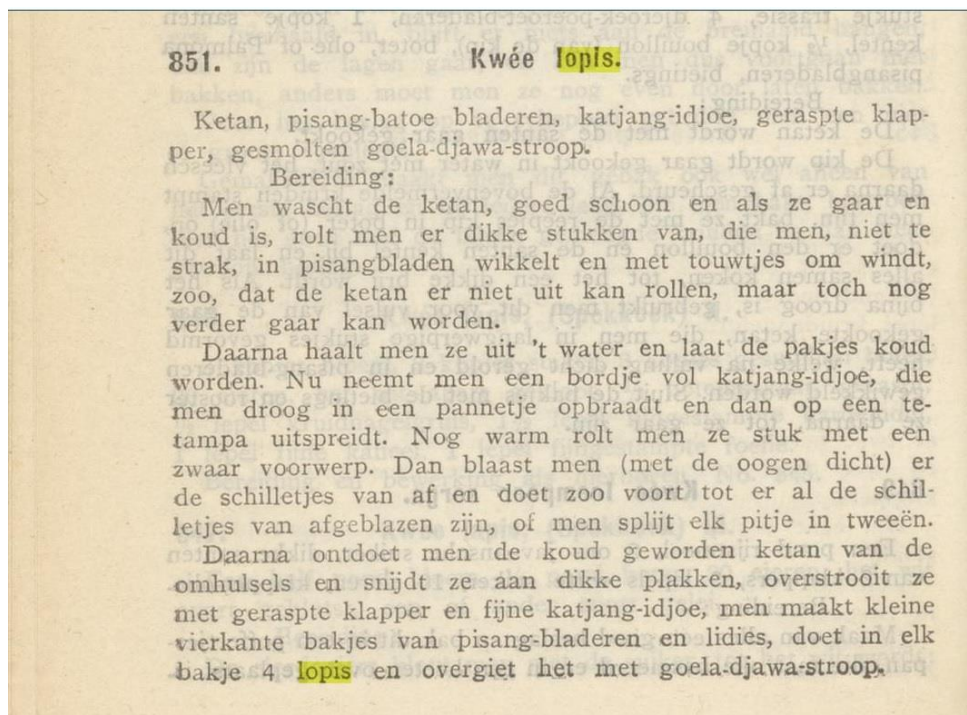 851. Kwée lopis.
Ketan, pisang-batoe bladeren, katjang-idjoe, geraspte klap-
per, gesmolten goela-djawa-stroop.
Bereiding:
Men wascht de ketan, goed schoon en als ze gaar en
koud is, rolt men er dikke stukken van, die men, niet te
strak, in pisangbladen wikkelt en met touwtjes om windt,
zoo, dat de ketan er niet uit kan rollen, maar toch nog
verder gaar kan worden.
Daarna haalt men ze uit 't water en laat de pakjes koud
worden. Nu neemt men een bordje vol katjang-idjoe, die
men droog in een pannetje opbraadt en dan op een te-
tampa uitspreidt. Nog warm rolt men ze stuk met een
zwaar voorwerp. Dan blaast men (met de oogen dicht) er
de schilletjes van af en doet zoo voort tot er al de schil-
letjes van afgeblazen zijn, of men splijt elk pitje in tweeën.
Daarna ontdoet men de koud geworden ketan van de
omhulsels en snijdt ze aan dikke plakken, overstrooit ze
met geraspte klapper en fijne katjang-idjoe, men maakt kleine
vierkante bakjes van pisang-bladeren en lidies, doet in elk
bakje 4 lopis en overgiet het met goela-djawa-stroop.